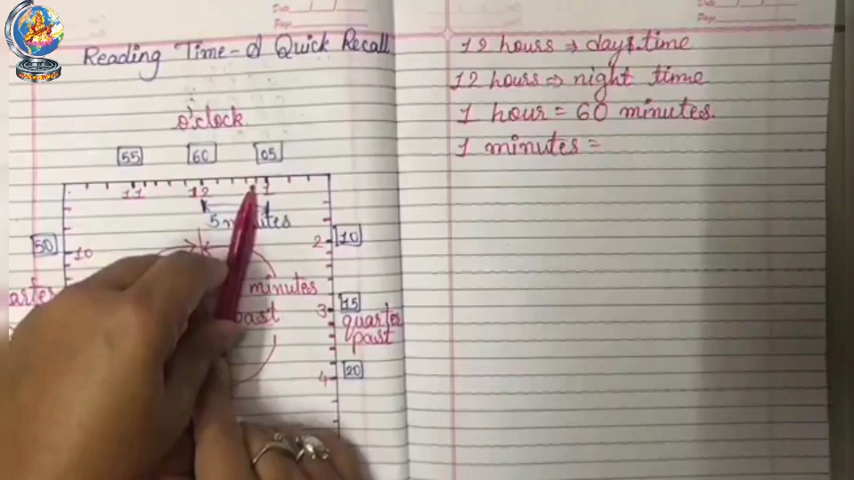 Reading Time - d Quick Recall
o'clock
55 60 05
11 12 1
5 minutes
50 10 2 10
minutes
past
3 15
quarter
past
4 20
12 hours ⇒ day time
12 hours ⇒ night time
1 hour = 60 minutes.
1 minutes =